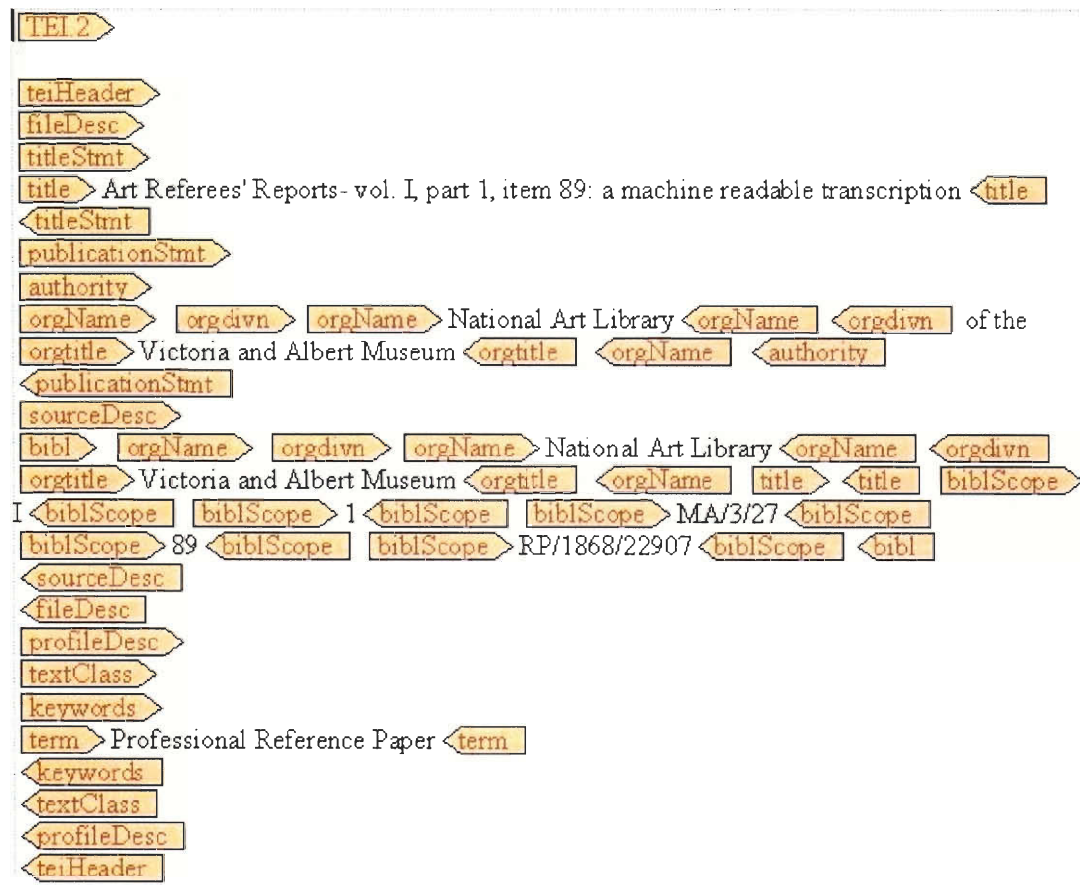 TEI.2
teiHeader
fileDesc
titleStmt
title Art Referees' Reports- vol. I, part 1, item 89: a machine readable transcription title
titleStmt
publicationStmt
authority
orgName orgdivn orgName National Art Library orgName orgdivn of the
orgtitle Victoria and Albert Museum orgtitle orgName authority
publicationStmt
sourceDesc
bibl orgName orgdivn orgName National Art Library orgName orgdivn
orgtitle Victoria and Albert Museum orgtitle orgName title title biblScope
I biblScope biblScope 1 biblScope biblScope MA/3/27 biblScope
biblScope 89 biblScope biblScope RP/1868/22907 biblScope bibl
sourceDesc
fileDesc
profileDesc
textClass
keywords
term Professional Reference Paper term
keywords
textClass
profileDesc
teiHeader